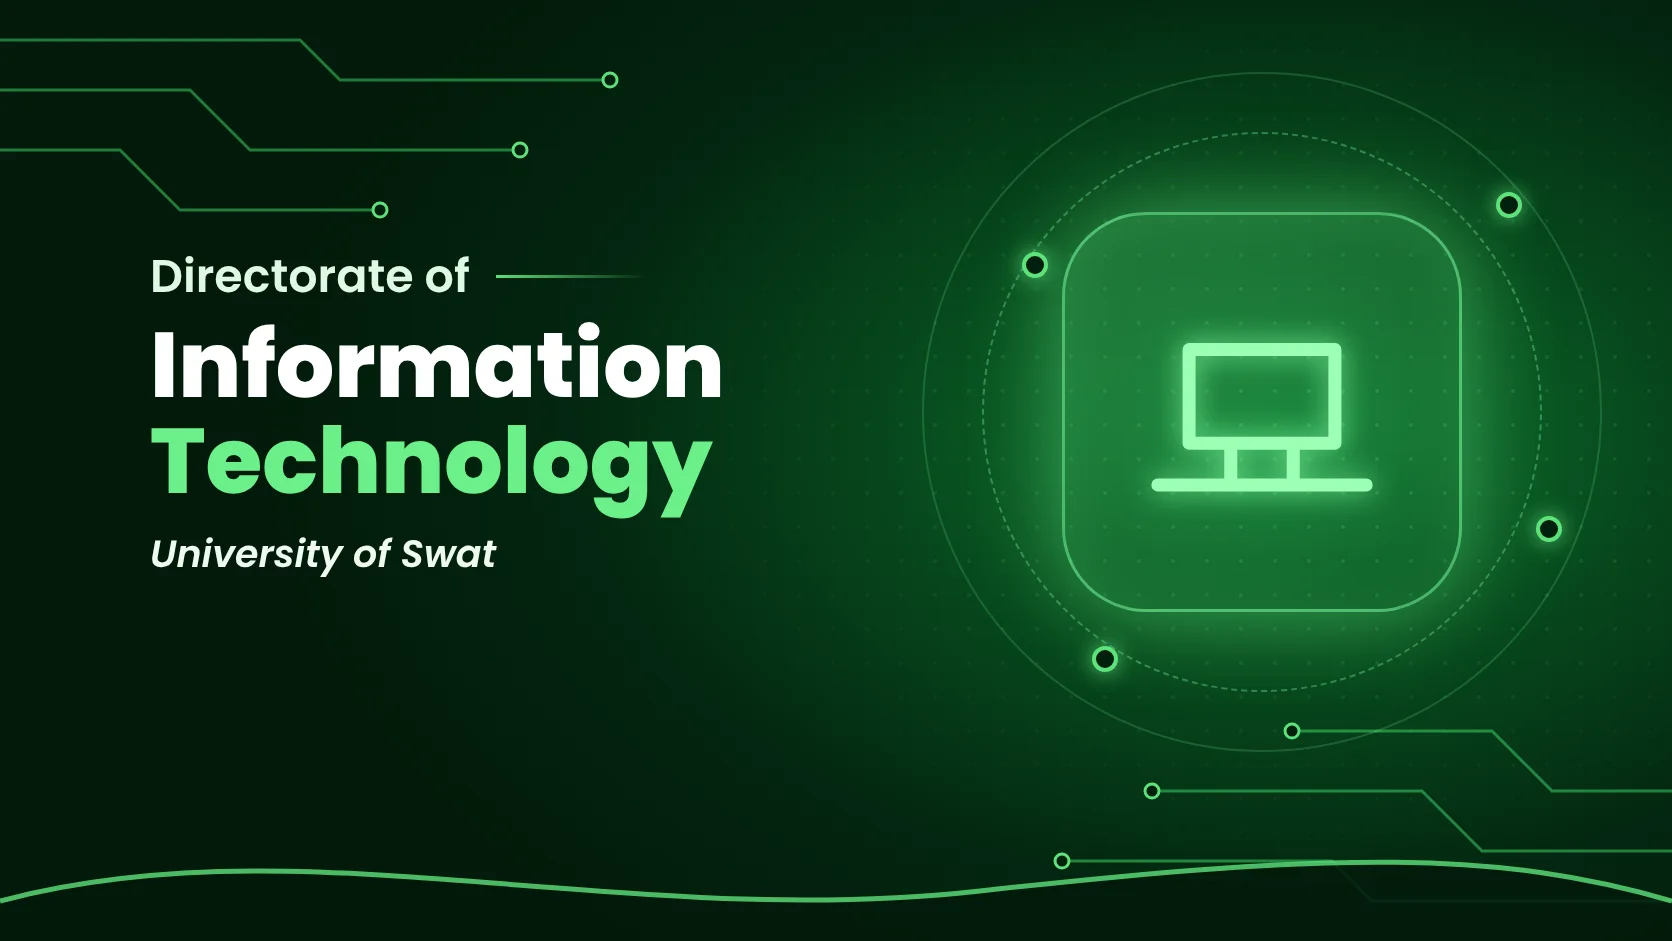 Directorate of
Information
Technology
University of Swat